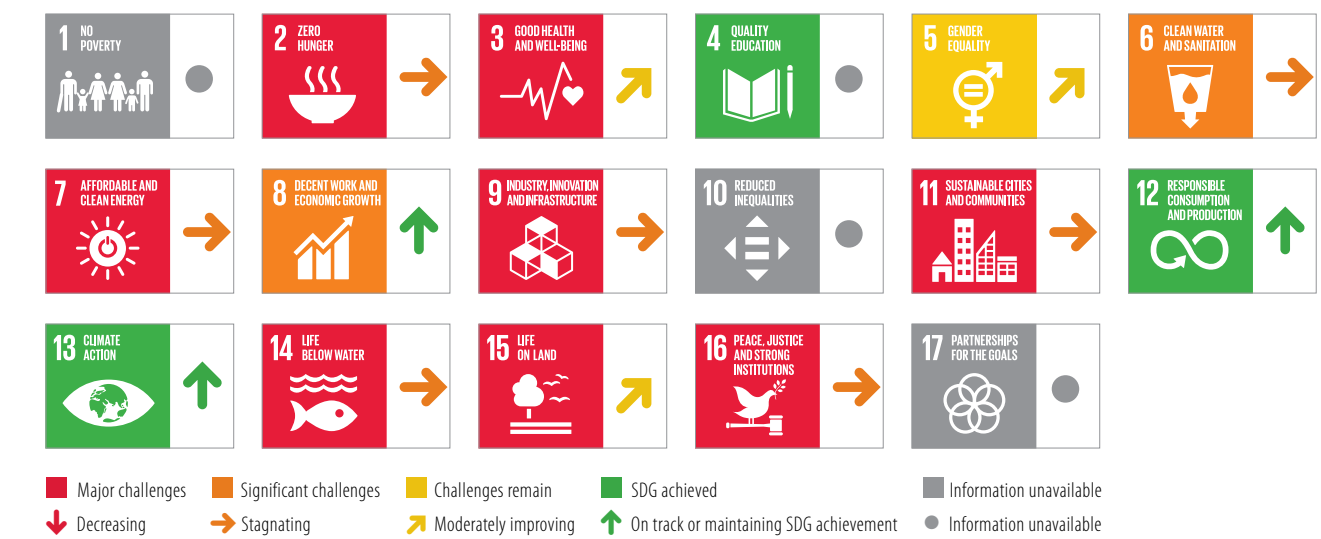 1 NO
POVERTY
2 ZERO
HUNGER
3 GOOD HEALTH
AND WELL-BEING
4 QUALITY
EDUCATION
5 GENDER
EQUALITY
6 CLEAN WATER
AND SANITATION
7 AFFORDABLE AND
CLEAN ENERGY
8 DECENT WORK AND
ECONOMIC GROWTH
9 INDUSTRY, INNOVATION
AND INFRASTRUCTURE
10 REDUCED
INEQUALITIES
11 SUSTAINABLE CITIES
AND COMMUNITIES
12 RESPONSIBLE
CONSUMPTION
AND PRODUCTION
13 CLIMATE
ACTION
14 LIFE
BELOW WATER
15 LIFE
ON LAND
16 PEACE, JUSTICE
AND STRONG
INSTITUTIONS
17 PARTNERSHIPS
FOR THE GOALS
Major challenges
Significant challenges
Challenges remain
SDG achieved
Information unavailable
Decreasing
Stagnating
Moderately improving
On track or maintaining SDG achievement
Information unavailable